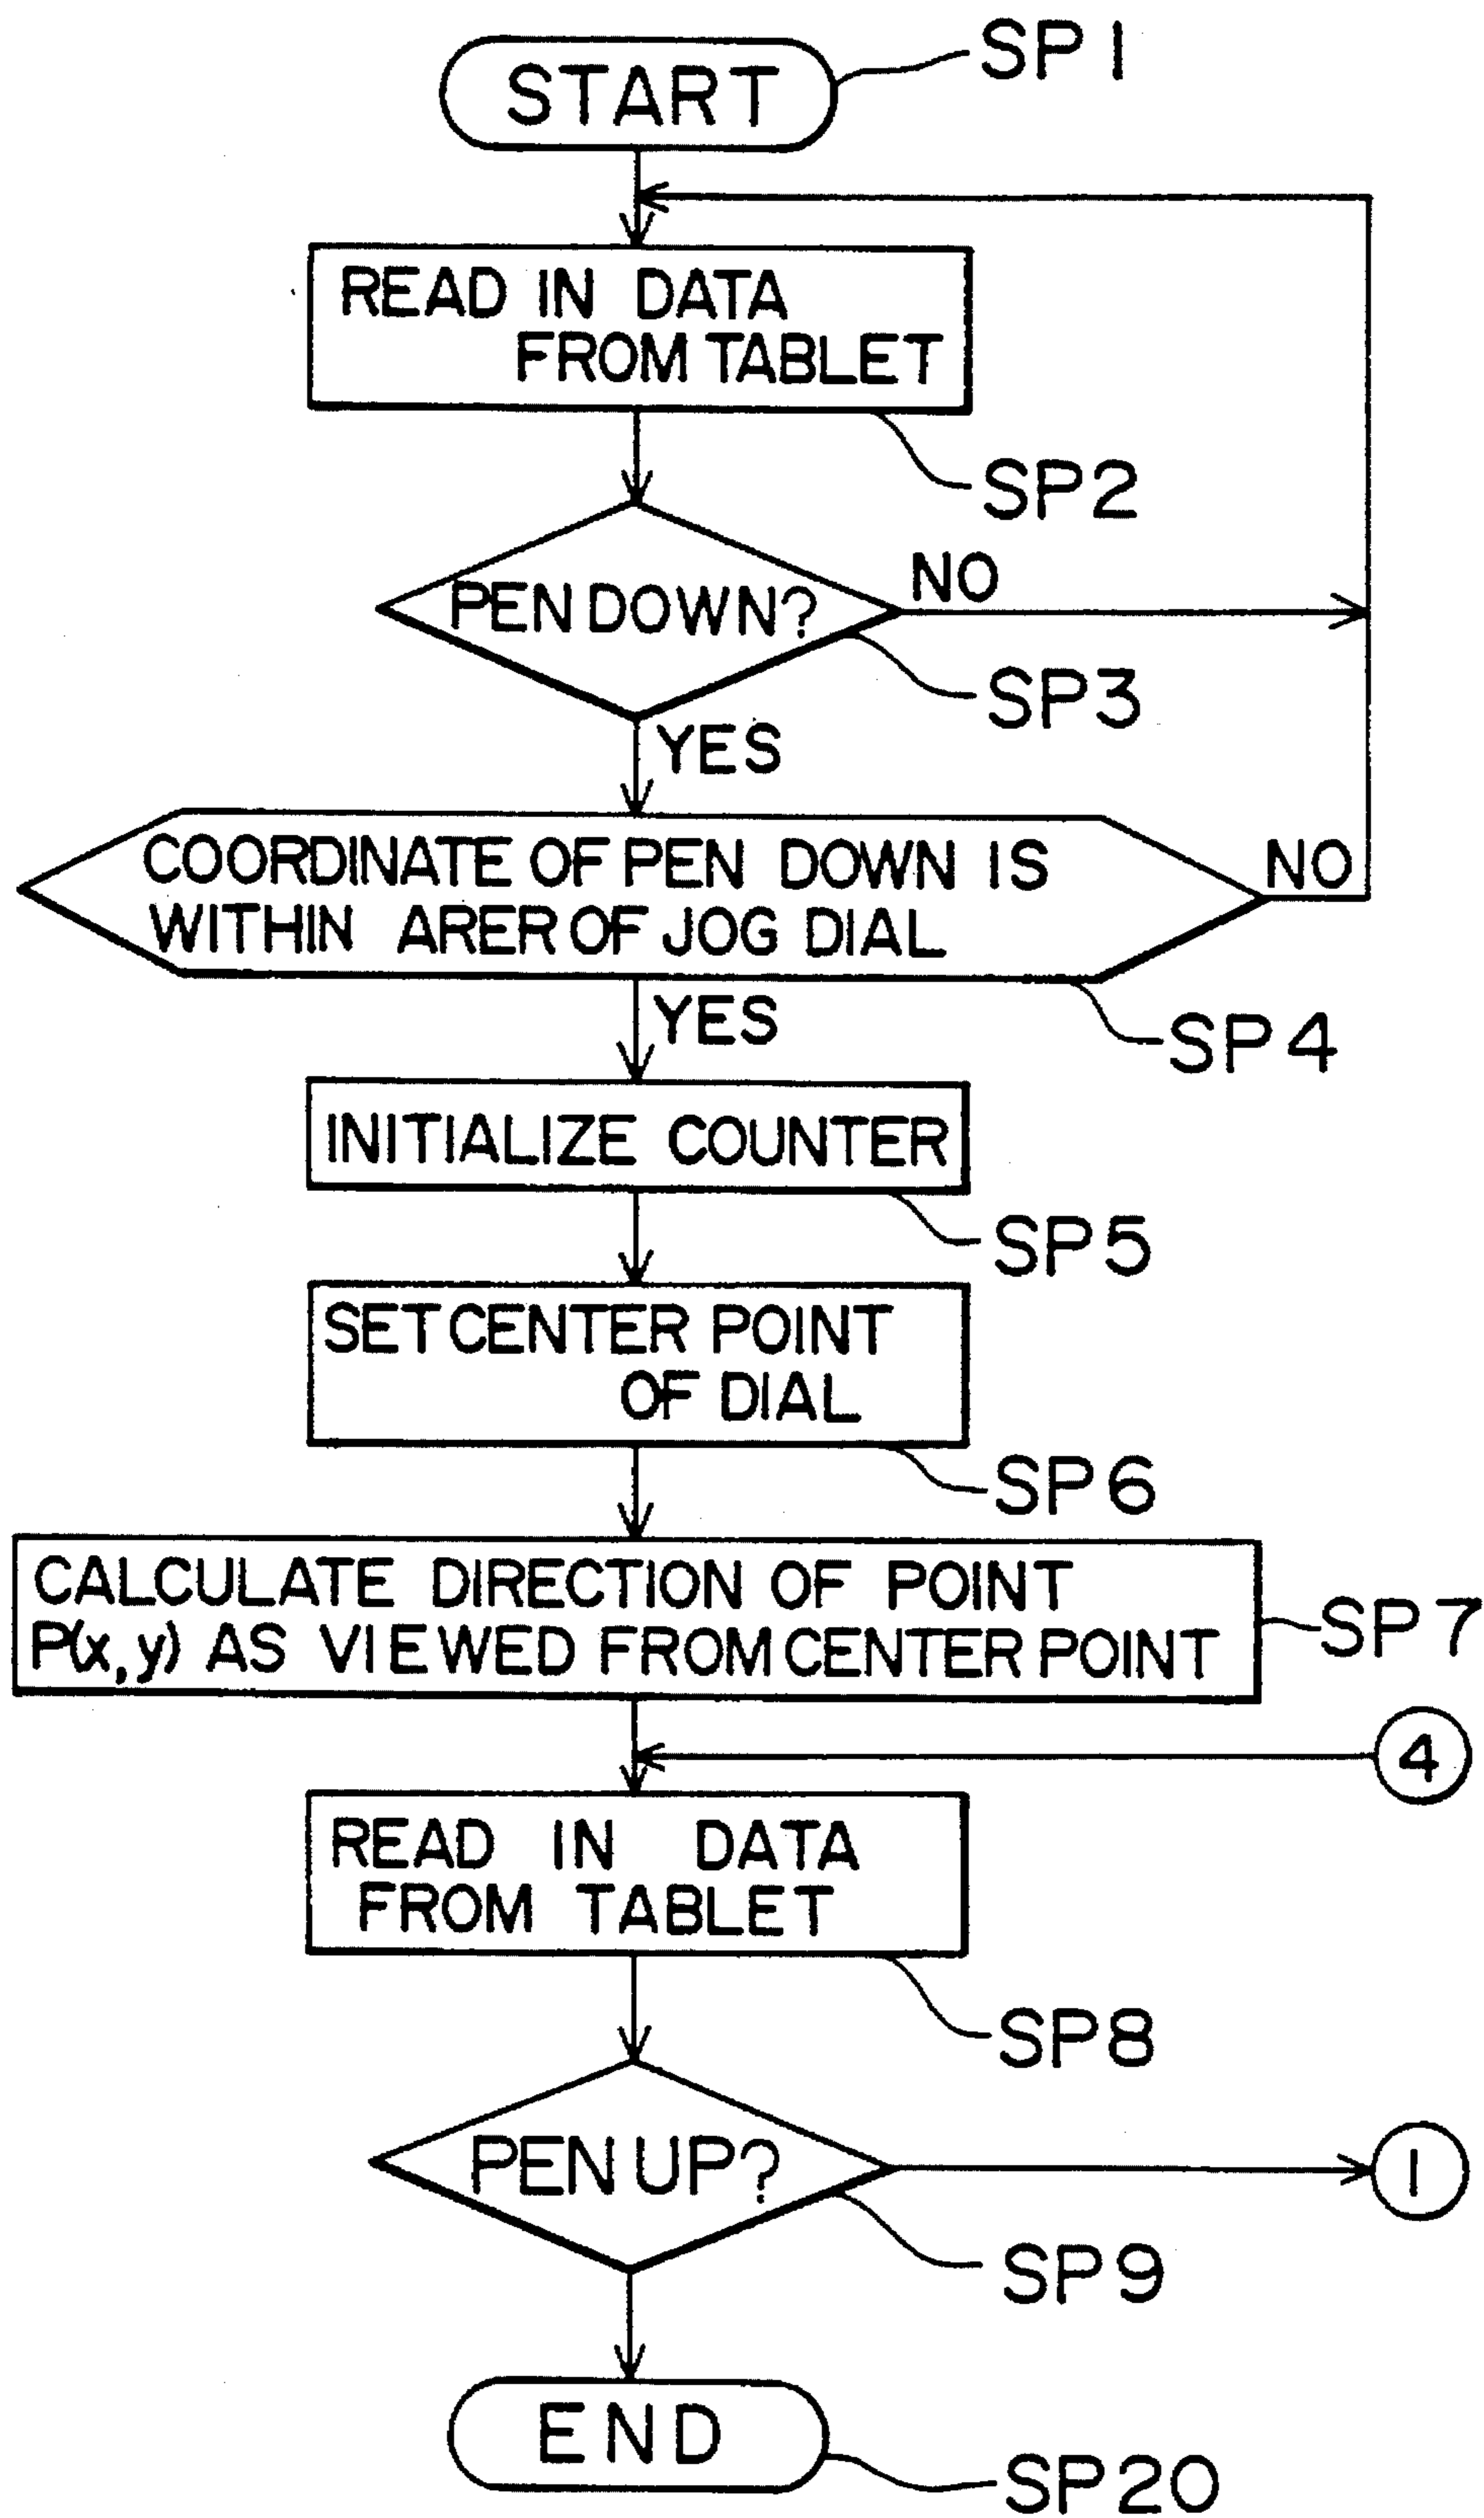 START
SP1
READ IN DATA
FROM TABLET
SP2
PEN DOWN?
NO
SP3
YES
COORDINATE OF PEN DOWN IS
WITHIN ARER OF JOG DIAL
NO
YES
SP4
INITIALIZE COUNTER
SP5
SET CENTER POINT
OF DIAL
SP6
CALCULATE DIRECTION OF POINT
P(x,y) AS VIEWED FROM CENTER POINT
SP7
4
READ IN DATA
FROM TABLET
SP8
PEN UP?
1
SP9
END
SP20